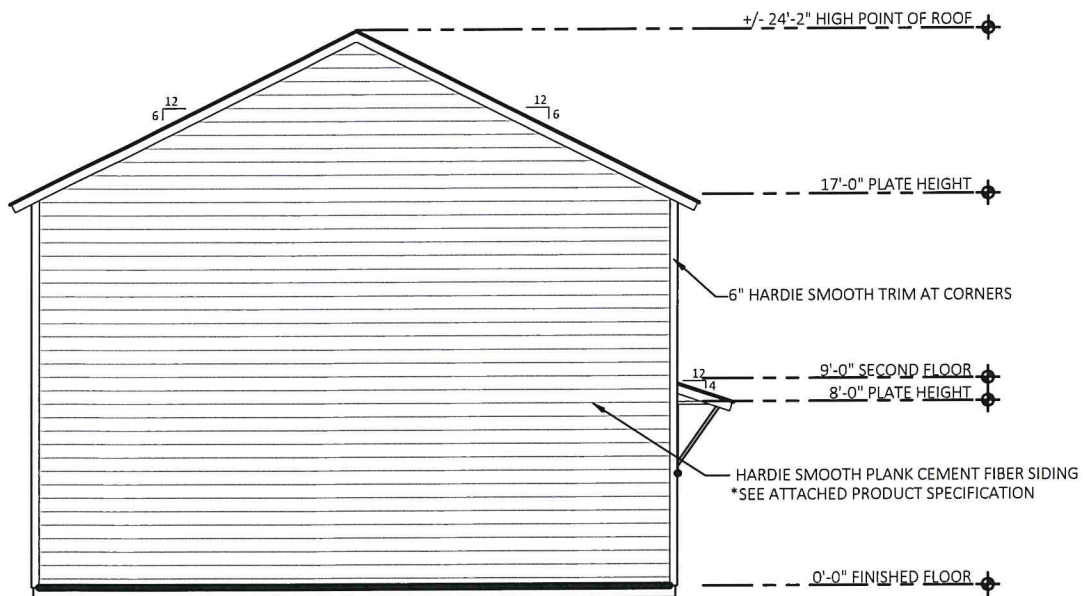 +/- 24'-2" HIGH POINT OF ROOF
12
6
12
6
17'-0" PLATE HEIGHT
6" HARDIE SMOOTH TRIM AT CORNERS
9'-0" SECOND FLOOR
12
4
8'-0" PLATE HEIGHT
HARDIE SMOOTH PLANK CEMENT FIBER SIDING
*SEE ATTACHED PRODUCT SPECIFICATION
0'-0" FINISHED FLOOR